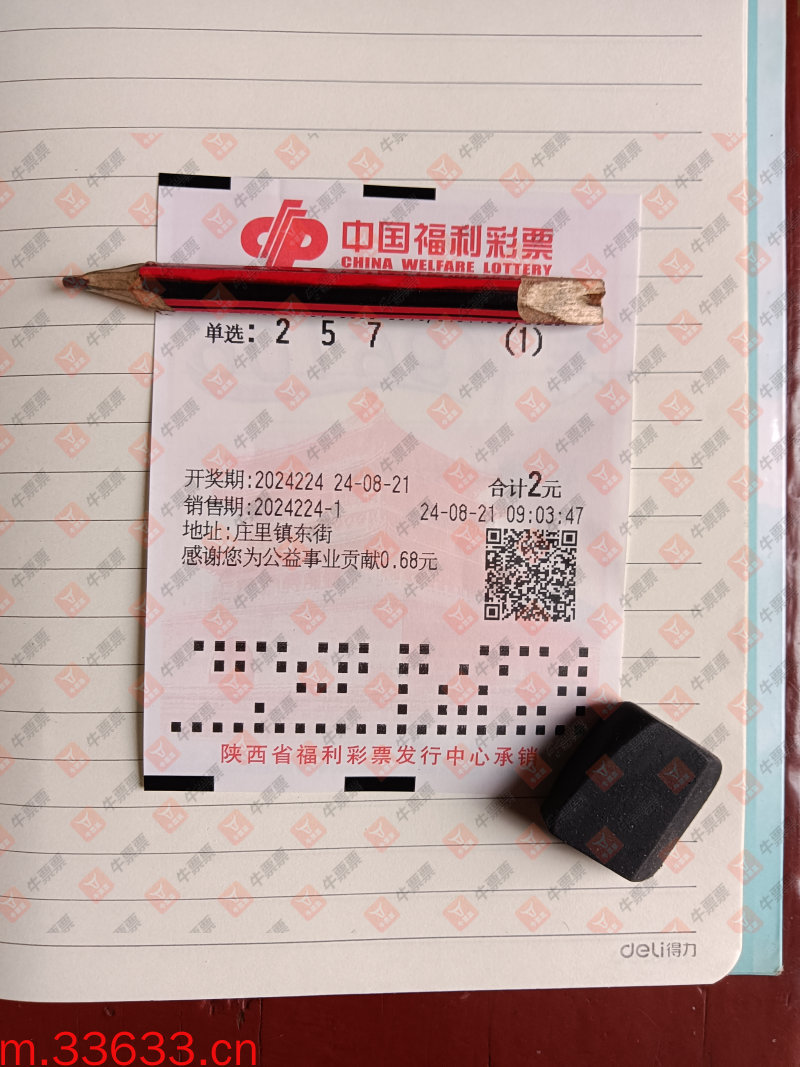 中国福利彩票
CHINA WELFARE LOTTERY
单选: 2 5 7 (1)
开奖期:2024224 24-08-21 合计2元
销售期:2024224-1 24-08-21 09:03:47
地址:庄里镇东街
感谢您为公益事业贡献0.68元
陕西省福利彩票发行中心承销
deli得力
m.33633.cn
牛票票